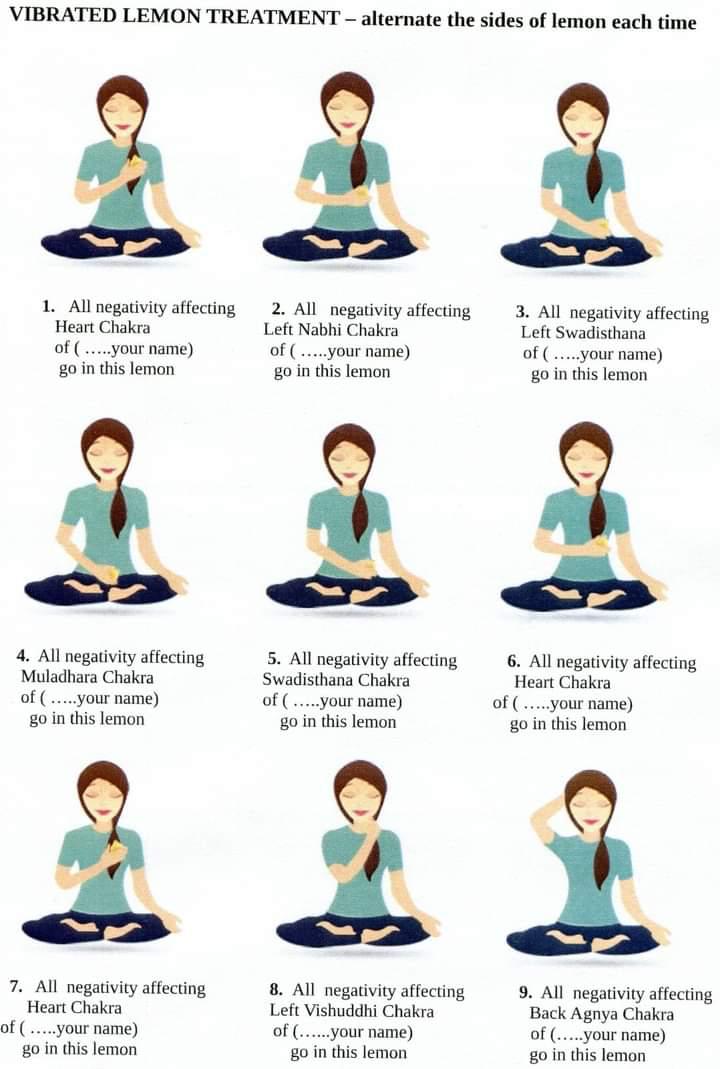 VIBRATED LEMON TREATMENT – alternate the sides of lemon each time
1. All negativity affecting
Heart Chakra
of ( .....your name)
go in this lemon
2. All negativity affecting
Left Nabhi Chakra
of ( .....your name)
go in this lemon
3. All negativity affecting
Left Swadisthana
of ( .....your name)
go in this lemon
4. All negativity affecting
Muladhara Chakra
of ( .....your name)
go in this lemon
5. All negativity affecting
Swadisthana Chakra
of ( .....your name)
go in this lemon
6. All negativity affecting
Heart Chakra
of ( .....your name)
go in this lemon
7. All negativity affecting
Heart Chakra
of ( .....your name)
go in this lemon
8. All negativity affecting
Left Vishuddhi Chakra
of (......your name)
go in this lemon
9. All negativity affecting
Back Agnya Chakra
of (.....your name)
go in this lemon